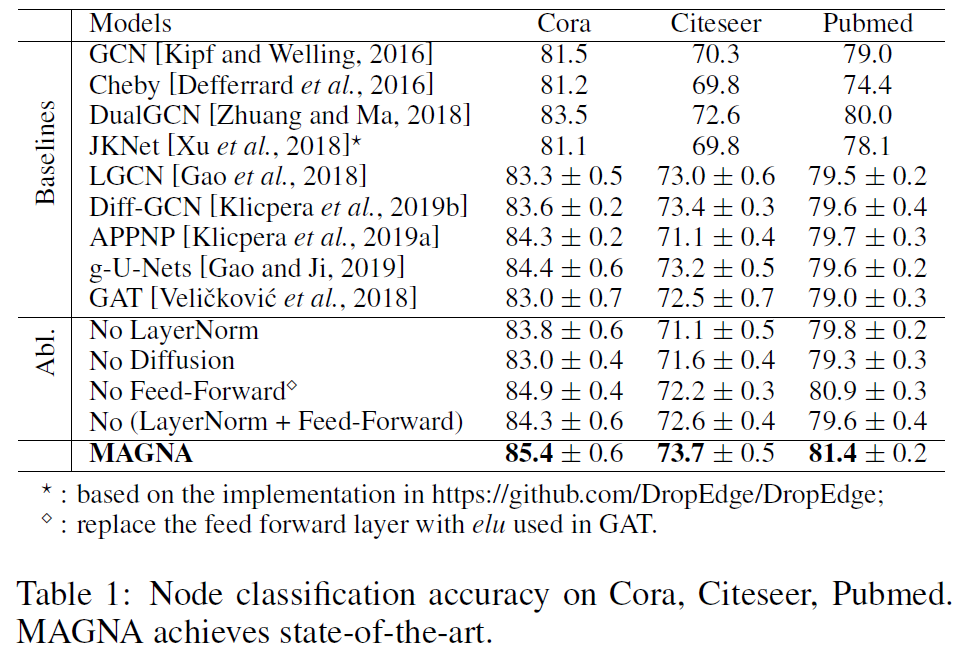 Models Cora Citeseer Pubmed
Baselines
GCN [Kipf and Welling, 2016] 81.5 70.3 79.0
Cheby [Defferrard et al., 2016] 81.2 69.8 74.4
DualGCN [Zhuang and Ma, 2018] 83.5 72.6 80.0
JKNet [Xu et al., 2018]⋆ 81.1 69.8 78.1
LGCN [Gao et al., 2018] 83.3 ± 0.5 73.0 ± 0.6 79.5 ± 0.2
Diff-GCN [Klicpera et al., 2019b] 83.6 ± 0.2 73.4 ± 0.3 79.6 ± 0.4
APPNP [Klicpera et al., 2019a] 84.3 ± 0.2 71.1 ± 0.4 79.7 ± 0.3
g-U-Nets [Gao and Ji, 2019] 84.4 ± 0.6 73.2 ± 0.5 79.6 ± 0.2
GAT [Veličković et al., 2018] 83.0 ± 0.7 72.5 ± 0.7 79.0 ± 0.3
Abl.
No LayerNorm 83.8 ± 0.6 71.1 ± 0.5 79.8 ± 0.2
No Diffusion 83.0 ± 0.4 71.6 ± 0.4 79.3 ± 0.3
No Feed-Forward⋄ 84.9 ± 0.4 72.2 ± 0.3 80.9 ± 0.3
No (LayerNorm + Feed-Forward) 84.3 ± 0.6 72.6 ± 0.4 79.6 ± 0.4
MAGNA 85.4 ± 0.6 73.7 ± 0.5 81.4 ± 0.2
⋆ : based on the implementation in https://github.com/DropEdge/DropEdge;
⋄ : replace the feed forward layer with elu used in GAT.
Table 1: Node classification accuracy on Cora, Citeseer, Pubmed.
MAGNA achieves state-of-the-art.